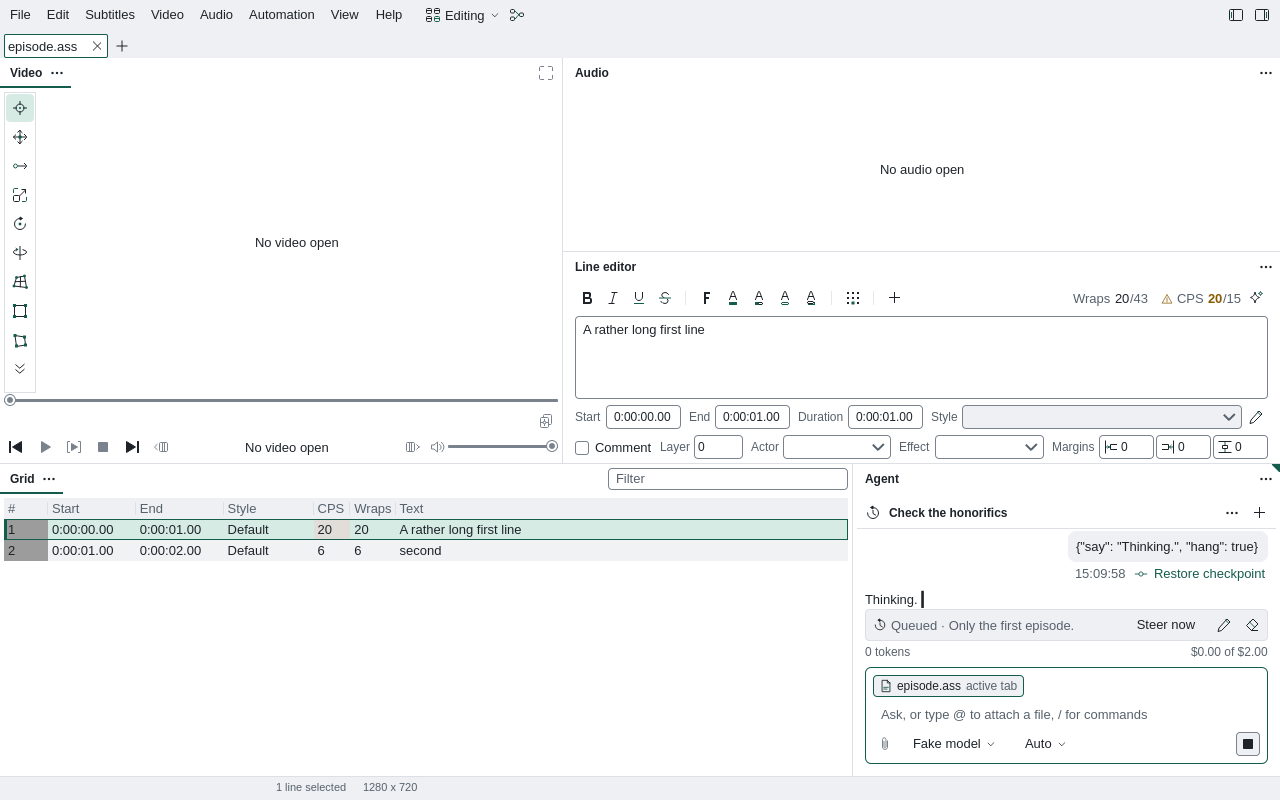 File Edit Subtitles Video Audio Automation View Help Editing
episode.ass
Video
No video open
No video open
Audio
No audio open
Line editor
B I U S F A A A A Wraps 20/43 CPS 20/15
A rather long first line
Start 0:00:00.00 End 0:00:01.00 Duration 0:00:01.00 Style
Comment Layer 0 Actor Effect Margins 0 0 0
Grid Filter
# Start End Style CPS Wraps Text
1 0:00:00.00 0:00:01.00 Default 20 20 A rather long first line
2 0:00:01.00 0:00:02.00 Default 6 6 second
Agent
Check the honorifics
{"say": "Thinking.", "hang": true}
15:09:58 Restore checkpoint
Thinking.
Queued · Only the first episode. Steer now
0 tokens $0.00 of $2.00
episode.ass active tab
Ask, or type @ to attach a file, / for commands
Fake model Auto
1 line selected 1280 x 720